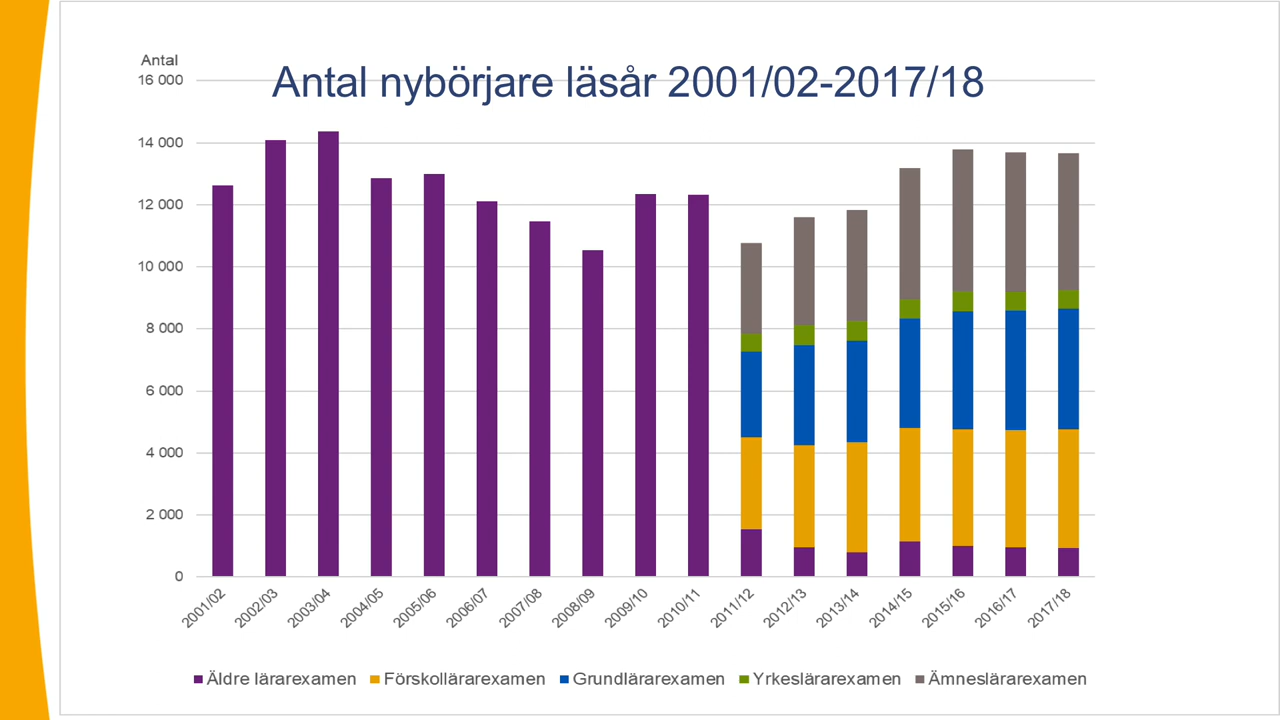 Antal
Antal nybörjare läsår 2001/02-2017/18
16 000
14 000
12 000
10 000
8 000
6 000
4 000
2 000
0
2001/02 2002/03 2003/04 2004/05 2005/06 2006/07 2007/08 2008/09 2009/10 2010/11 2011/12 2012/13 2013/14 2014/15 2015/16 2016/17 2017/18
Äldre lärarexamen Förskollärarexamen Grundlärarexamen Yrkeslärarexamen Ämneslärarexamen